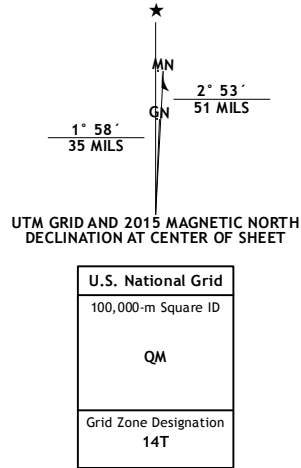 MN
GN
2° 53´
51 MILS
1° 58´
35 MILS
UTM GRID AND 2015 MAGNETIC NORTH
DECLINATION AT CENTER OF SHEET
U.S. National Grid
100,000-m Square ID
QM
Grid Zone Designation
14T